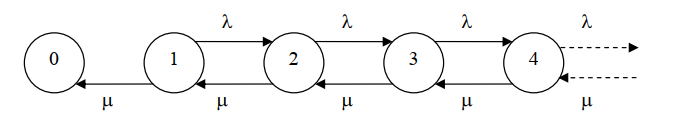 λ λ λ λ
0 1 2 3 4
μ μ μ μ μ